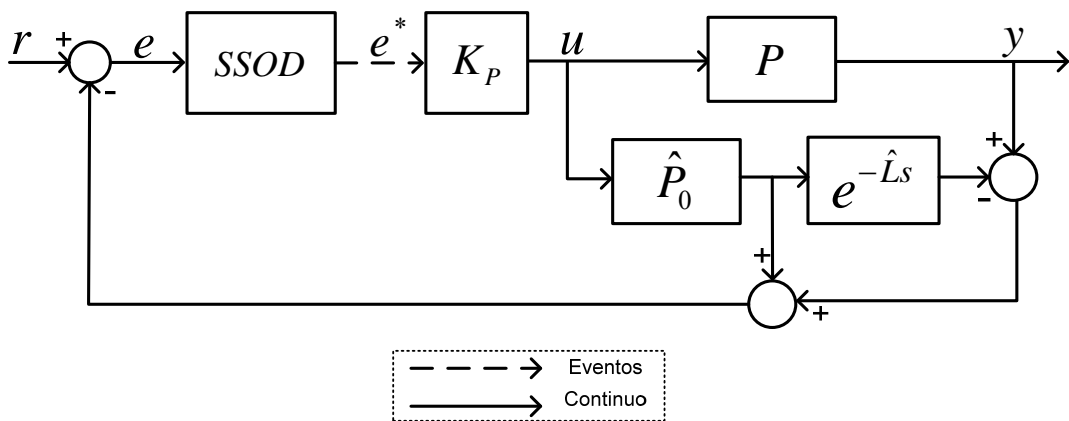 r + e SSOD e* K_P u P y
-
+
P̂_0 e^{-L̂s} -
+
+
Eventos
Continuo